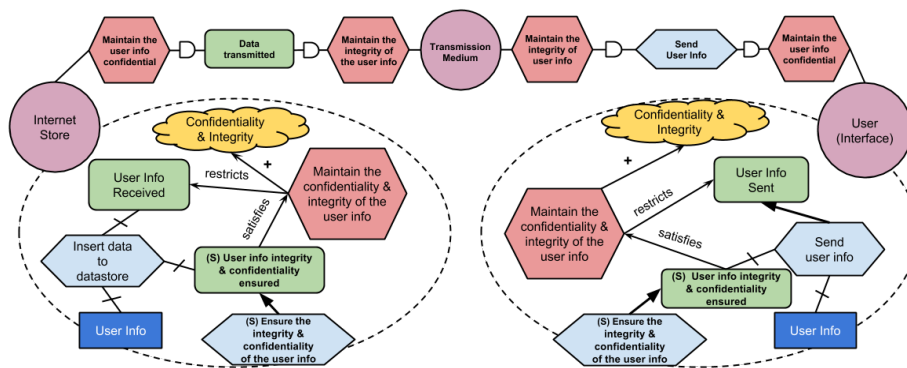 Maintain the
user info
confidential
Data
transmitted
Maintain the
integrity of
the user info
Transmission
Medium
Maintain the
integrity of
user info
Send
User Info
Maintain the
user info
confidential
Internet
Store
User
(Interface)
Confidentiality
& Integrity
+
restricts
User Info
Received
Maintain the
confidentiality &
integrity of the
user info
satisfies
Insert data
to
datastore
(S) User info integrity
& confidentiality
ensured
User Info
(S) Ensure the
integrity &
confidentiality
of the user info
Confidentiality &
Integrity
+
User Info
Sent
restricts
Maintain the
confidentiality &
integrity of the
user info
satisfies
Send
user info
(S) User info integrity
& confidentiality
ensured
(S) Ensure the
integrity &
confidentiality
of the user info
User Info